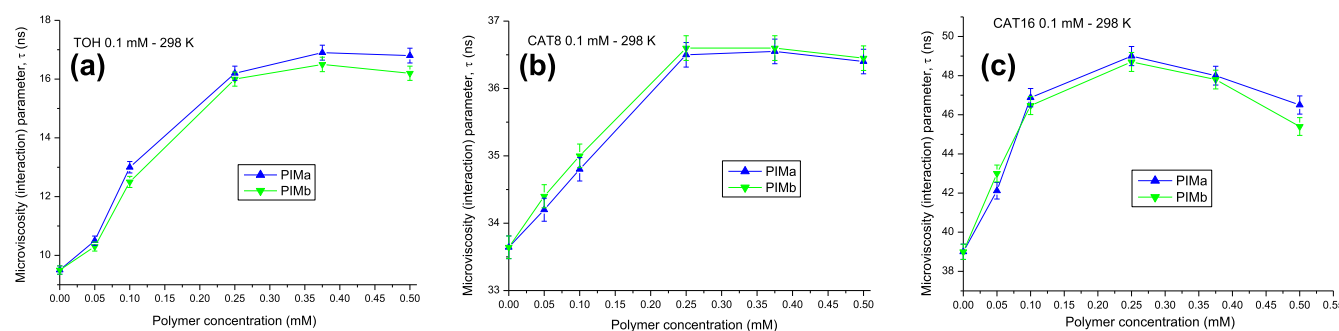 (a)
TOH 0.1 mM - 298 K
Microviscosity (interaction) parameter, τ (ns)
18
16
14
12
10
PIMa
PIMb
0.00 0.05 0.10 0.15 0.20 0.25 0.30 0.35 0.40 0.45 0.50
Polymer concentration (mM)
(b)
CAT8 0.1 mM - 298 K
Microviscosity (interaction) parameter, τ (ns)
37
36
35
34
33
PIMa
PIMb
0.00 0.05 0.10 0.15 0.20 0.25 0.30 0.35 0.40 0.45 0.50
Polymer concentration (mM)
(c)
CAT16 0.1 mM - 298 K
Microviscosity (interaction) parameter, τ (ns)
50
48
46
44
42
40
38
PIMa
PIMb
0.00 0.05 0.10 0.15 0.20 0.25 0.30 0.35 0.40 0.45 0.50 0.55
Polymer concentration (mM)